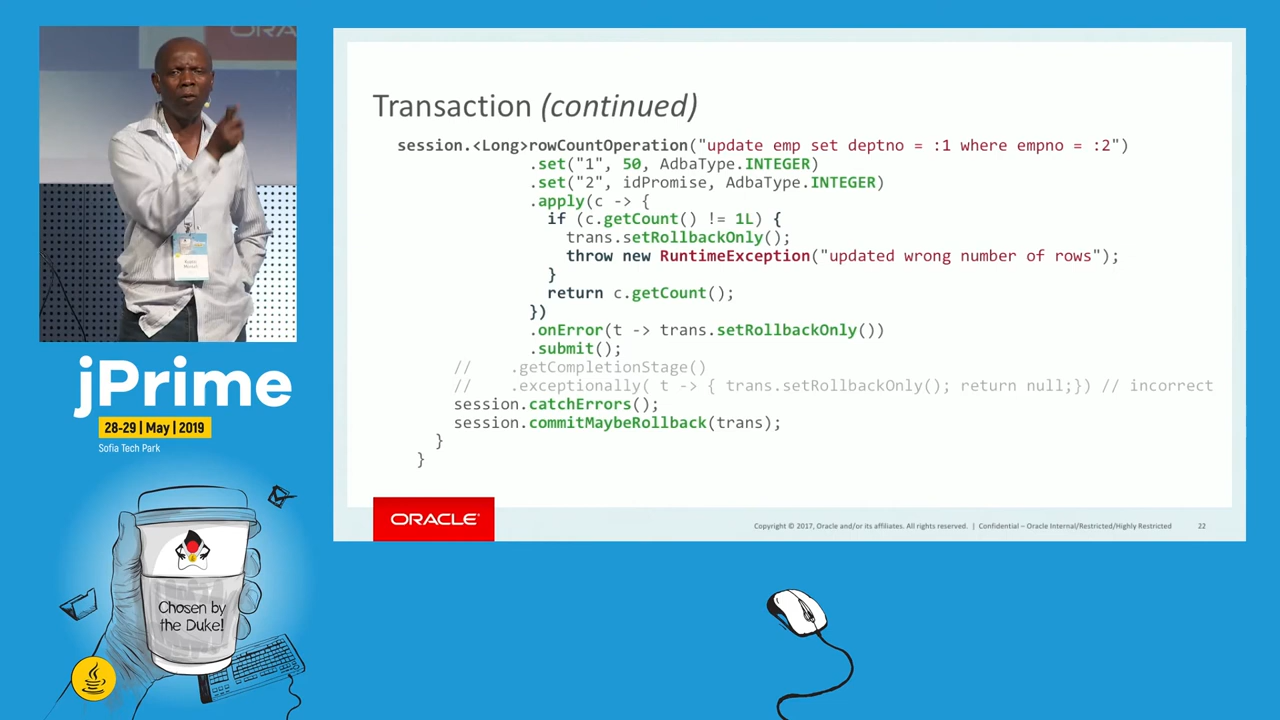 ORA
Transaction (continued)
session.<Long>rowCountOperation("update emp set deptno = :1 where empno = :2")
.set("1", 50, AdbaType.INTEGER)
.set("2", idPromise, AdbaType.INTEGER)
.apply(c -> {
if (c.getCount() != 1L) {
trans.setRollbackOnly();
throw new RuntimeException("updated wrong number of rows");
}
return c.getCount();
})
.onError(t -> trans.setRollbackOnly())
.submit();
// .getCompletionStage()
// .exceptionally( t -> { trans.setRollbackOnly(); return null;}) // incorrect
session.catchErrors();
session.commitMaybeRollback(trans);
}
}
ORACLE
Copyright © 2017, Oracle and/or its affiliates. All rights reserved. | Confidential – Oracle Internal/Restricted/Highly Restricted 22
jPrime
28-29 | May | 2019
Sofia Tech Park
Chosen by
the Duke!